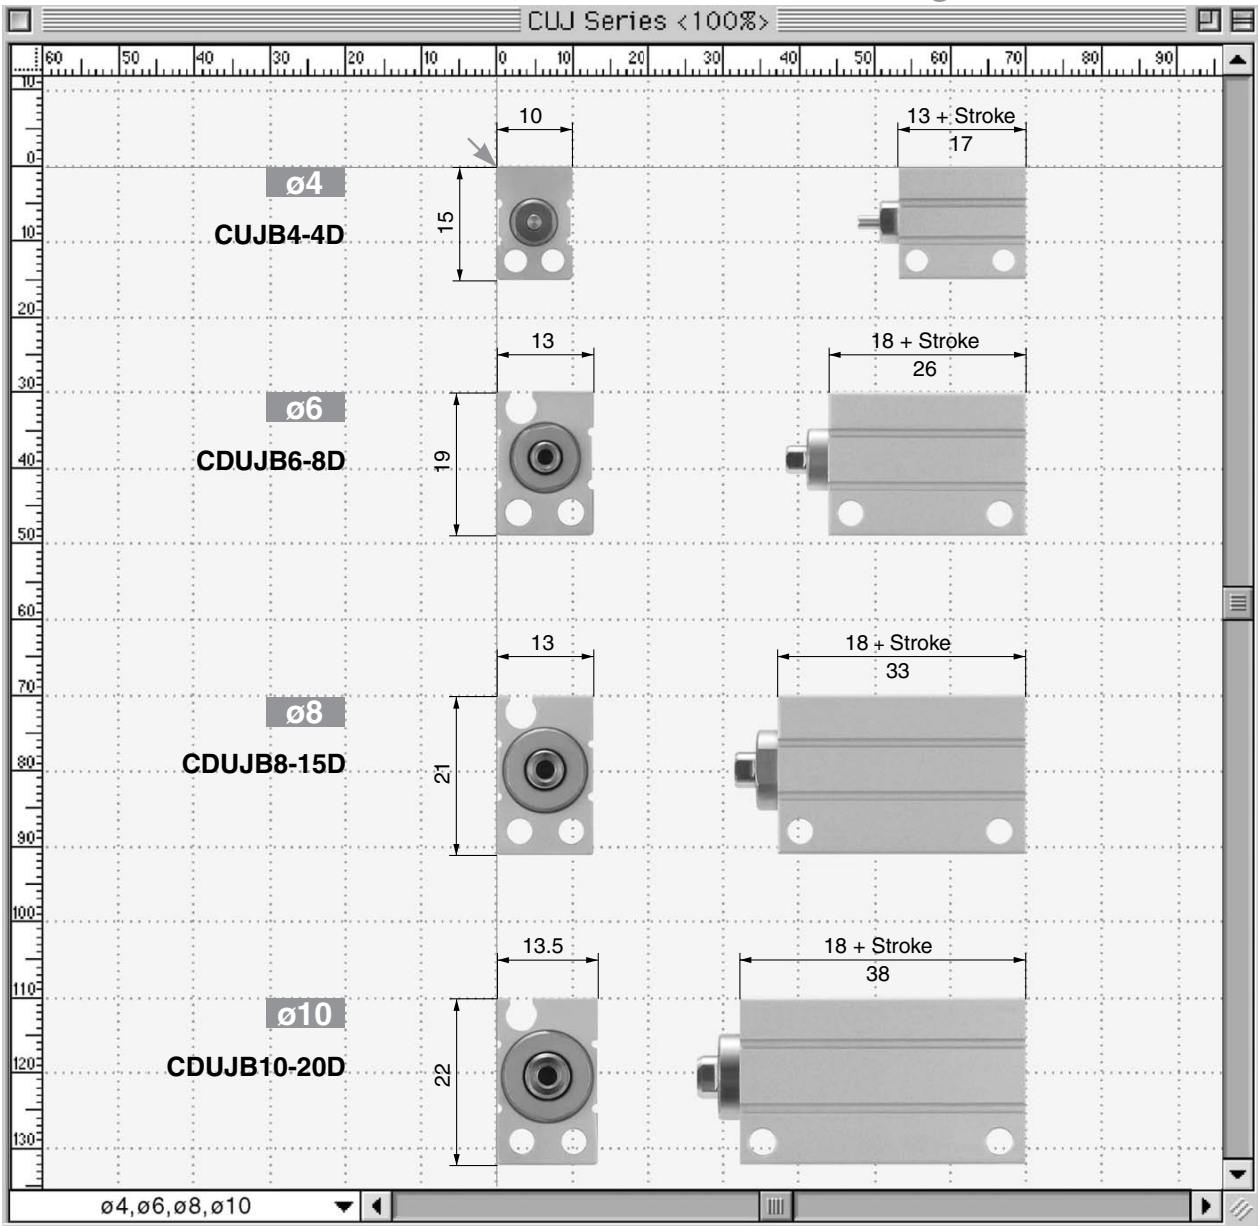 CUJ Series <100%>
60 50 40 30 20 10 0 10 20 30 40 50 60 70 80 90
10
0
10
20
30
40
50
60
70
80
90
100
110
120
130
10
13 + Stroke
17
ø4
15
CUJB4-4D
13
18 + Stroke
26
ø6
19
CDUJB6-8D
13
18 + Stroke
33
ø8
21
CDUJB8-15D
13.5
18 + Stroke
38
ø10
22
CDUJB10-20D
ø4,ø6,ø8,ø10